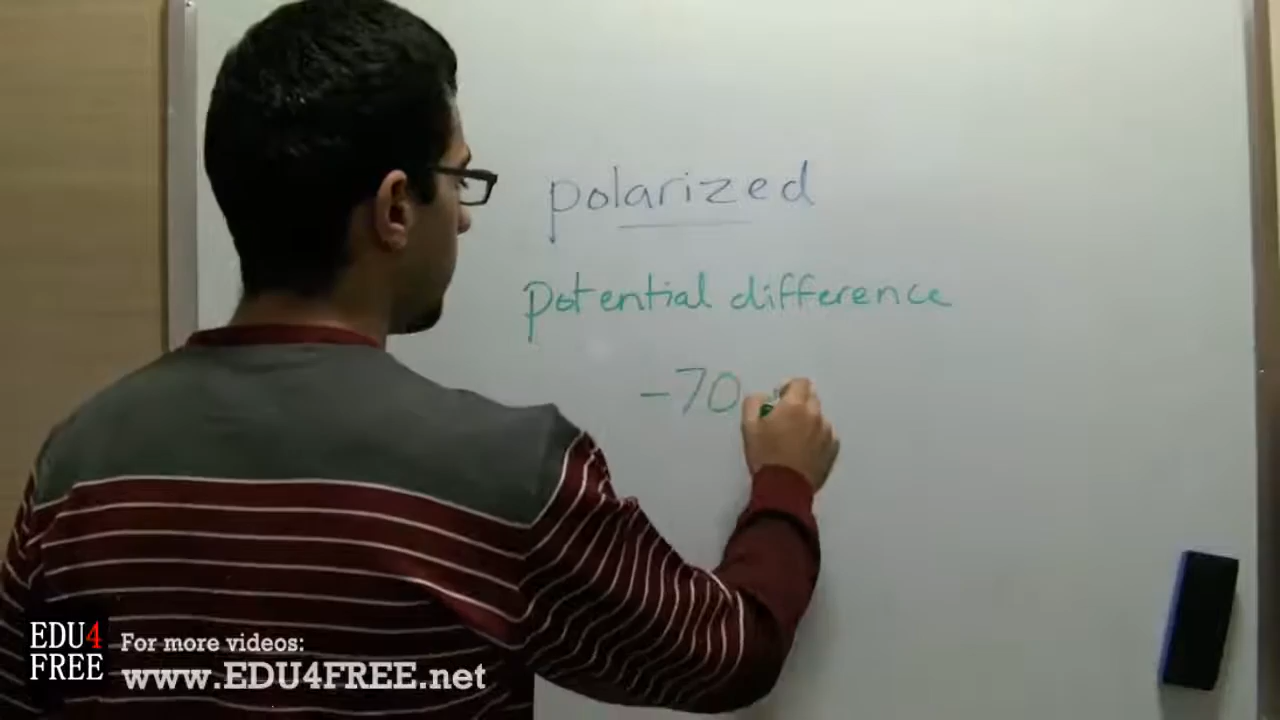 polarized
potential difference
-70
EDU4
FREE
For more videos:
www.EDU4FREE.net